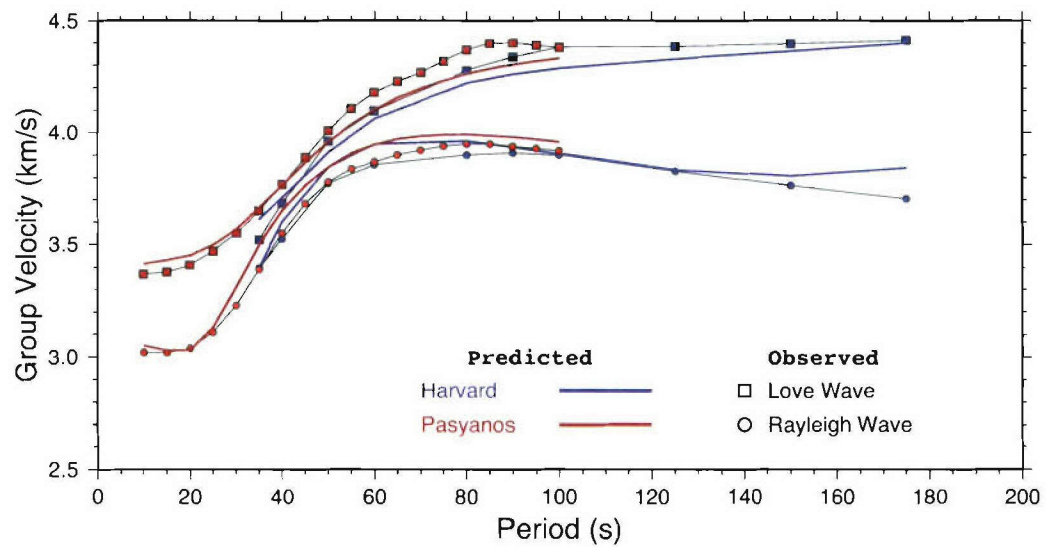 4.5
4.0
3.5
3.0
2.5
Group Velocity (km/s)
Predicted Observed
Harvard Love Wave
Pasyanos Rayleigh Wave
0 20 40 60 80 100 120 140 160 180 200
Period (s)